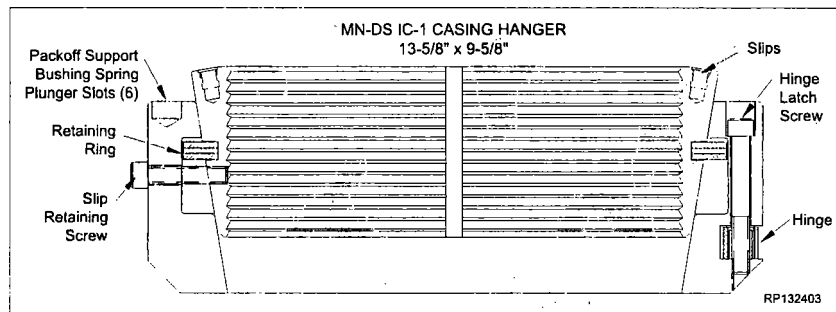 MN-DS IC-1 CASING HANGER
13-5/8" x 9-5/8"
Packoff Support
Bushing Spring
Plunger Slots (6)
Retaining
Ring
Slip
Retaining
Screw
Slips
Hinge
Latch
Screw
Hinge
RP132403